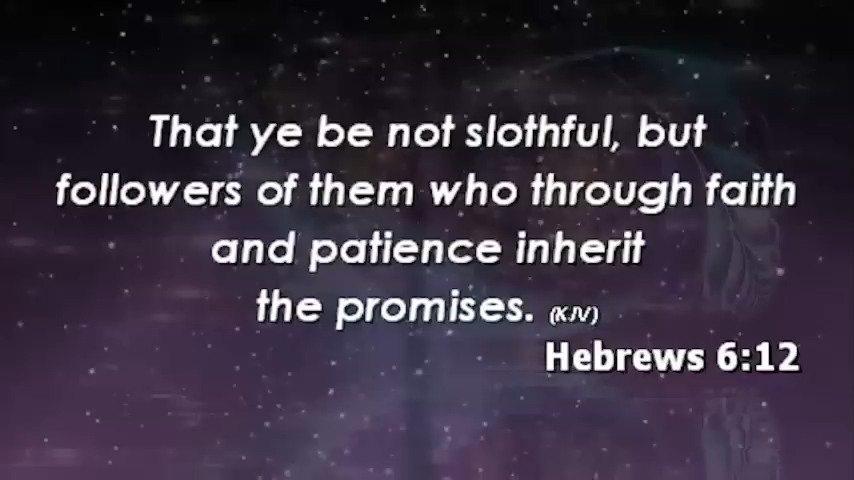 That ye be not slothful, but
followers of them who through faith
and patience inherit
the promises. (KJV)
Hebrews 6:12